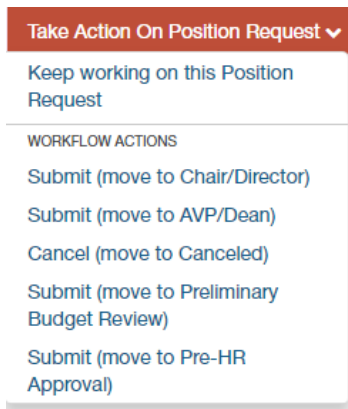 Take Action On Position Request
Keep working on this Position
Request
WORKFLOW ACTIONS
Submit (move to Chair/Director)
Submit (move to AVP/Dean)
Cancel (move to Canceled)
Submit (move to Preliminary
Budget Review)
Submit (move to Pre-HR
Approval)